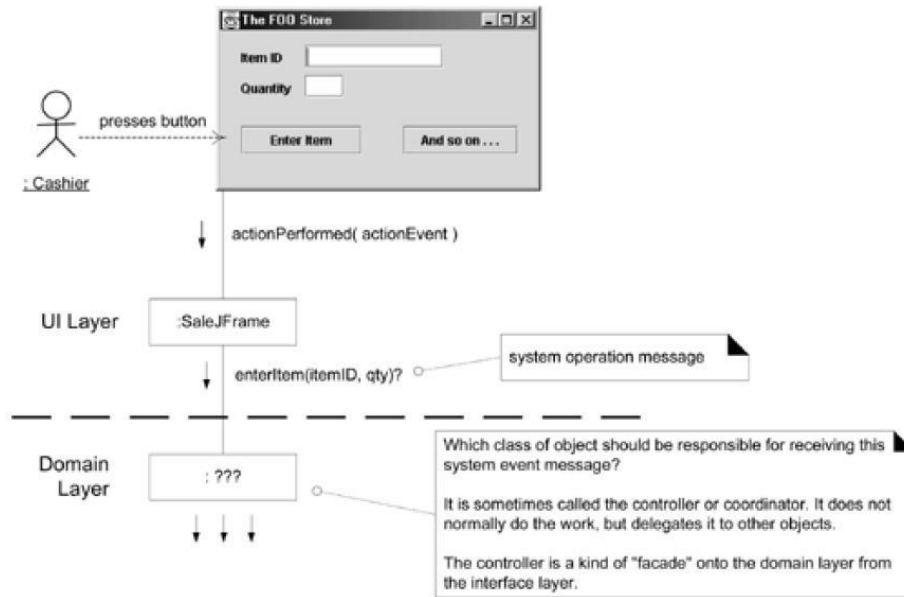 The FOO Store
Item ID
Quantity
Enter Item
And so on . . .
presses button
: Cashier
actionPerformed( actionEvent )
UI Layer
:SaleJFrame
enterItem(itemID, qty)?
system operation message
Domain
Layer
: ???
Which class of object should be responsible for receiving this
system event message?
It is sometimes called the controller or coordinator. It does not
normally do the work, but delegates it to other objects.
The controller is a kind of "facade" onto the domain layer from
the interface layer.